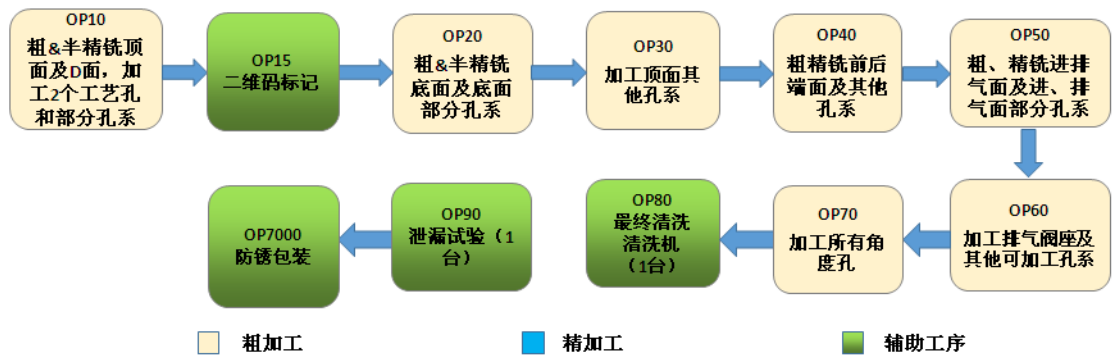 OP10
粗&半精铣顶
面及D面，加
工2个工艺孔
和部分孔系
OP15
二维码标记
OP20
粗&半精铣
底面及底面
部分孔系
OP30
加工顶面其
他孔系
OP40
粗精铣前后
端面及其他
孔系
OP50
粗、精铣进排
气面及进、排
气面部分孔系
OP60
加工排气阀座及
其他可加工孔系
OP70
加工所有角
度孔
OP80
最终清洗
清洗机
（1台）
OP90
泄漏试验（1
台）
OP7000
防锈包装
粗加工
精加工
辅助工序